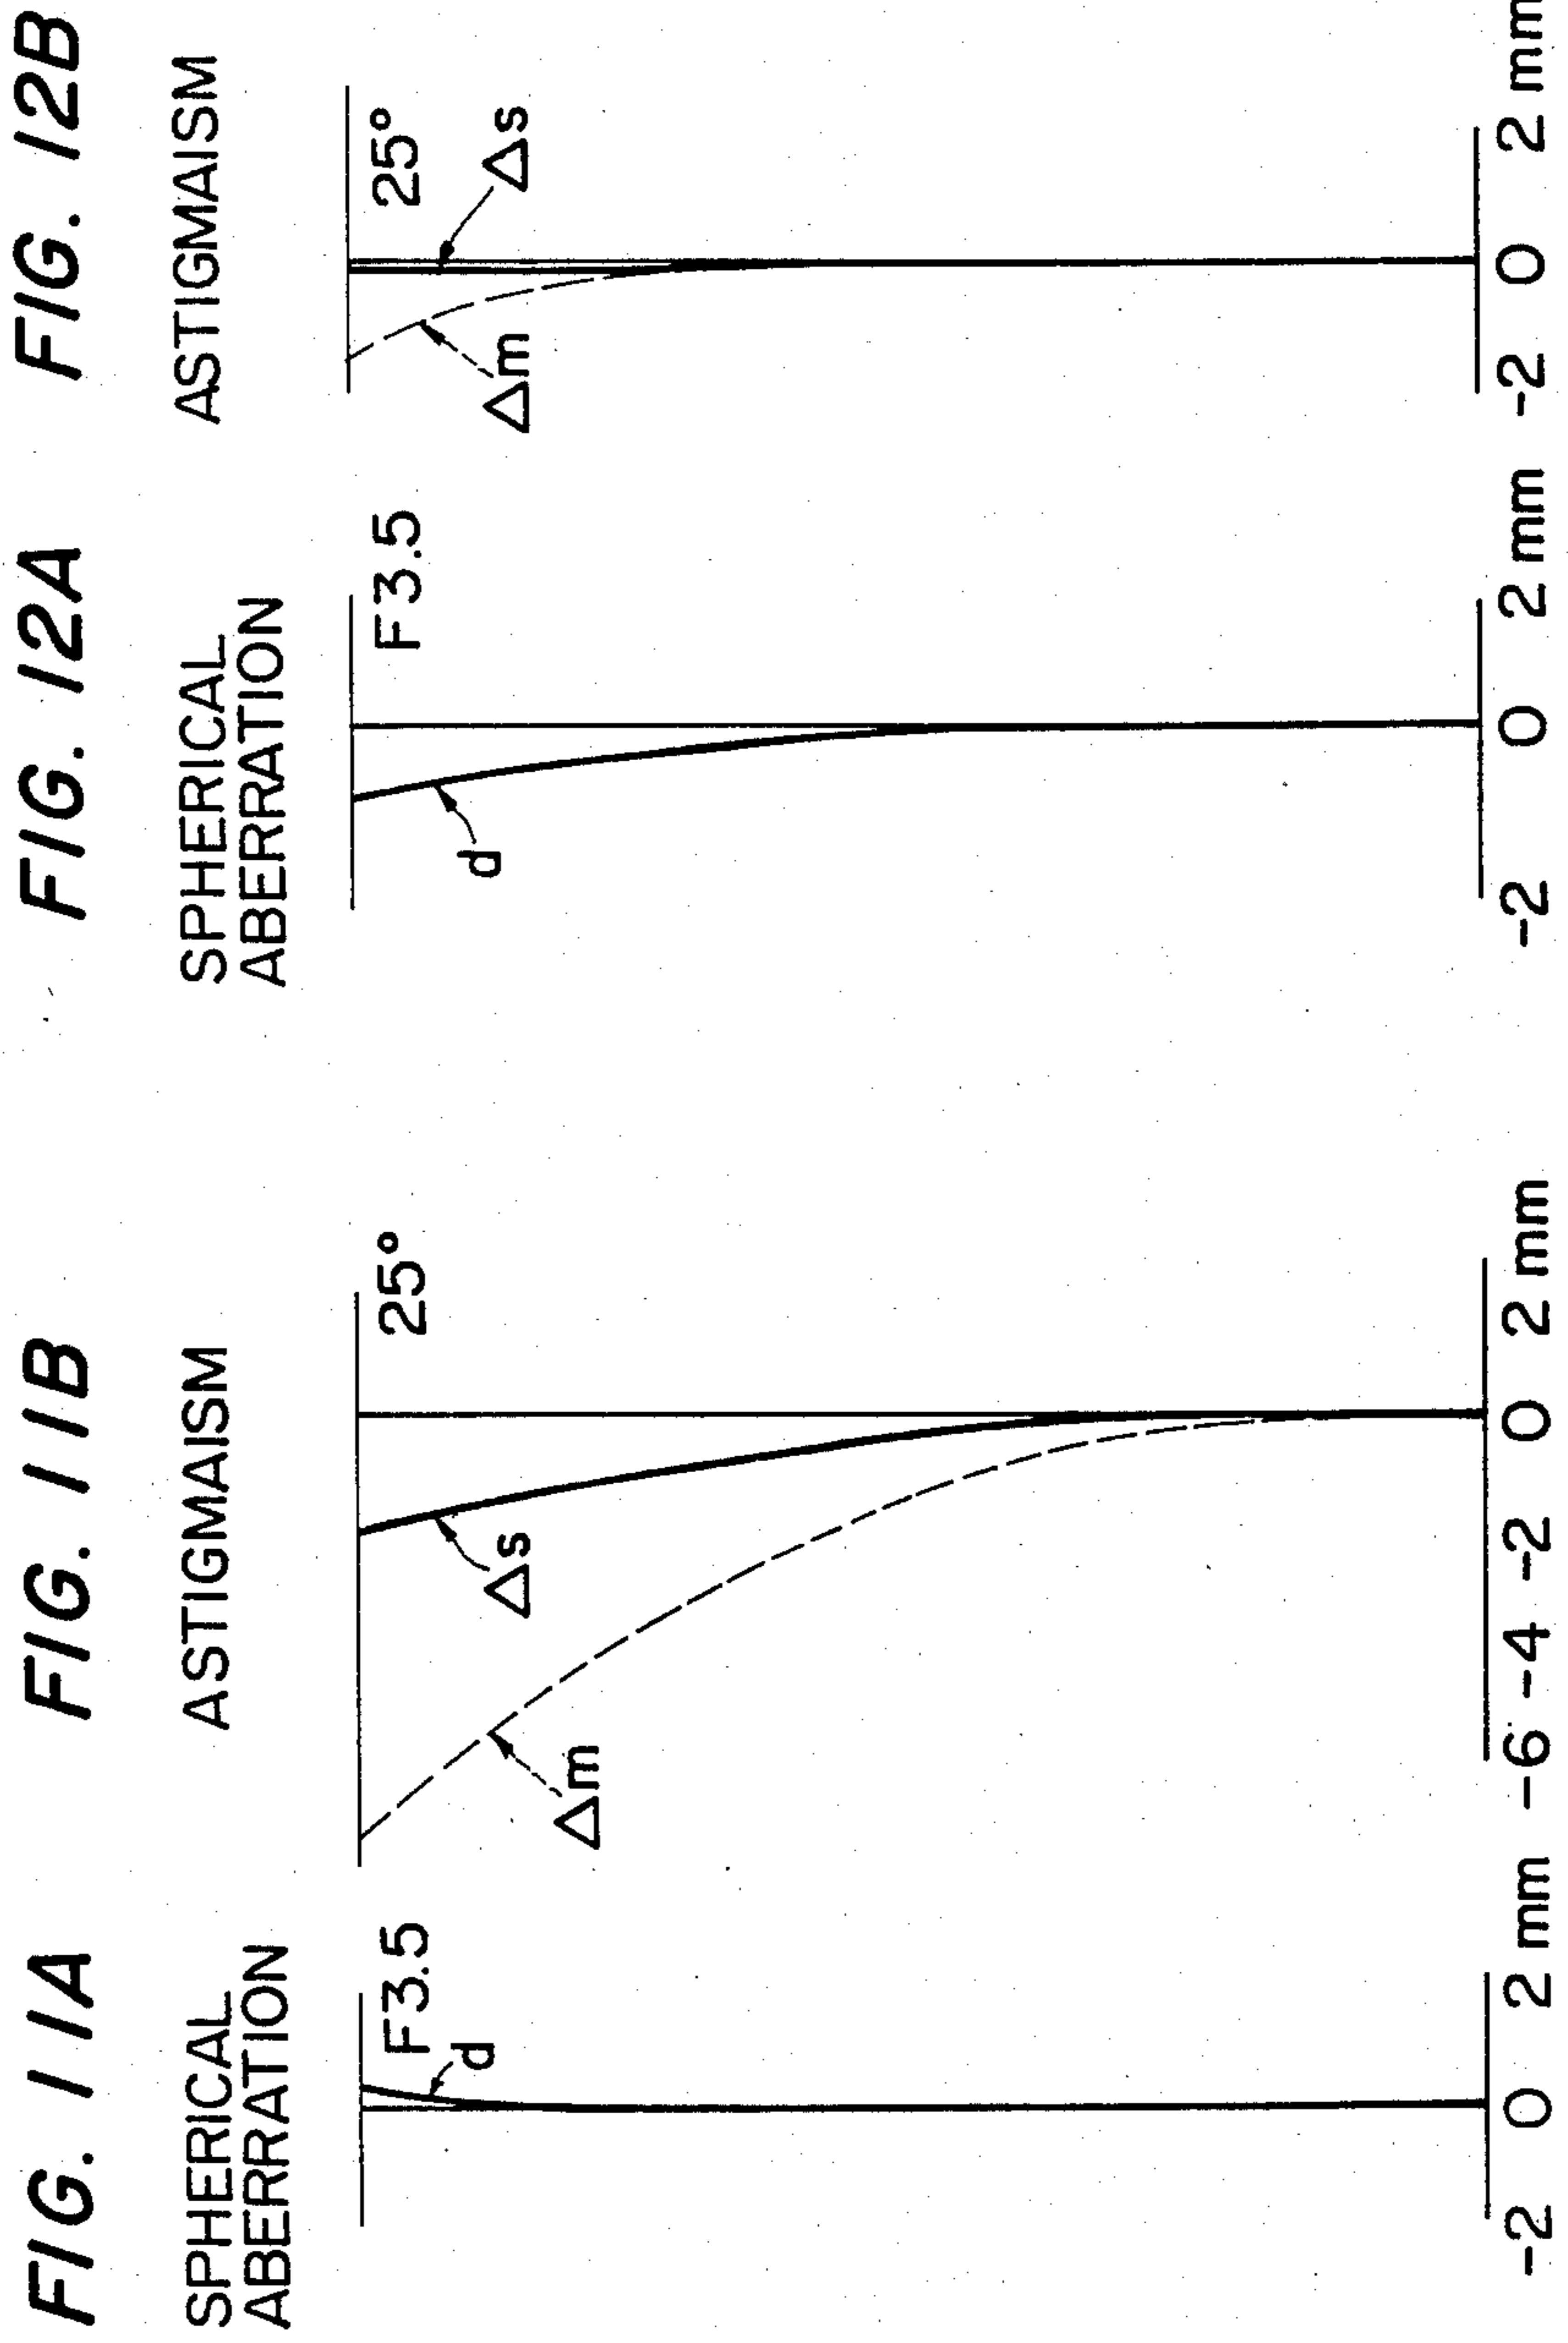 FIG. 11A
SPHERICAL
ABERRATION
F3.5
d
-2 0 2 mm
FIG. 11B
ASTIGMAISM
25°
Δs
Δm
-6 -4 -2 0 2 mm
FIG. 12A
SPHERICAL
ABERRATION
F3.5
d
-2 0 2 mm
FIG. 12B
ASTIGMAISM
25°
Δs
Δm
-2 0 2 mm